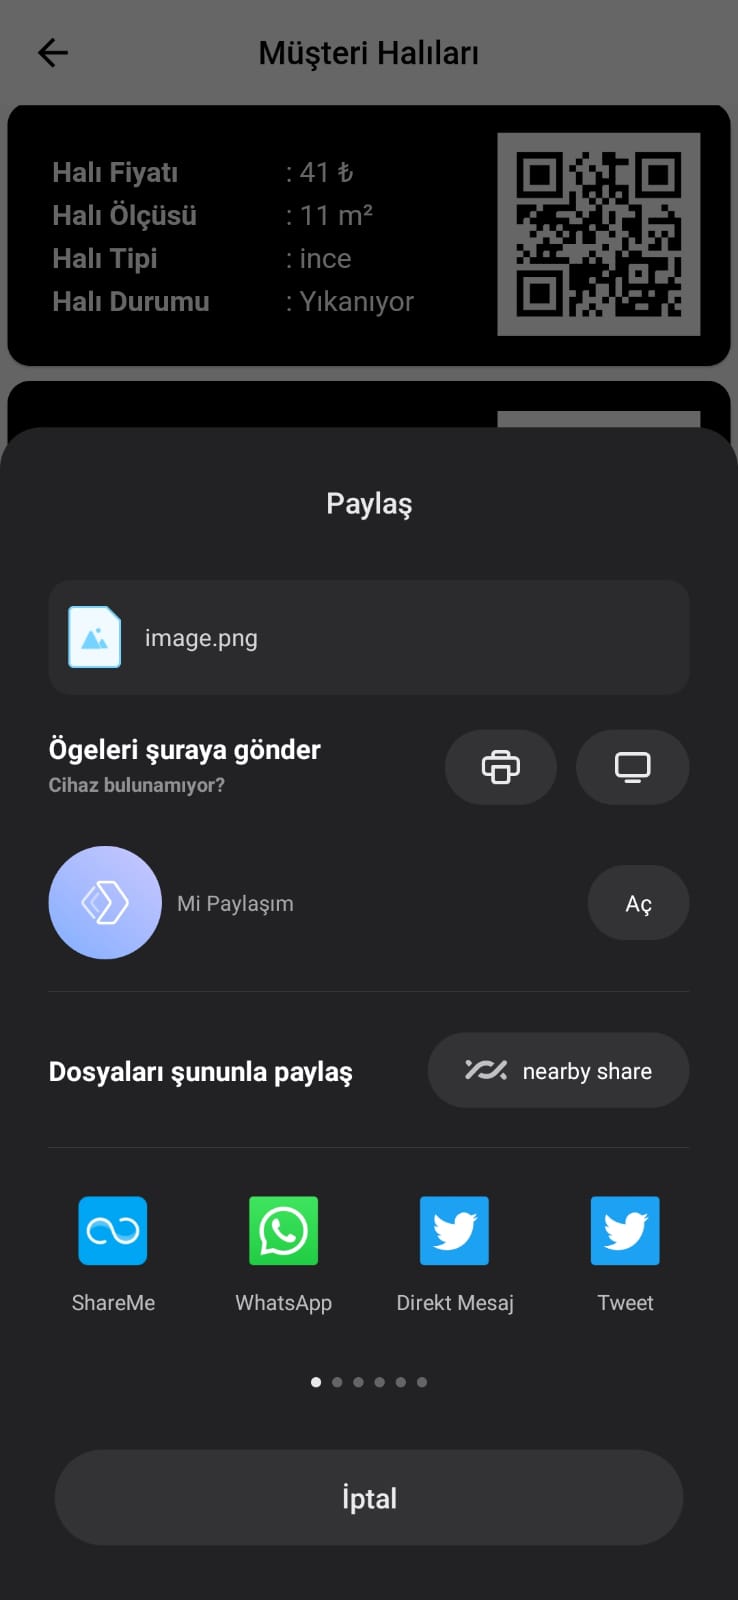 Müşteri Halıları
Halı Fiyatı : 41 ₺
Halı Ölçüsü : 11 m²
Halı Tipi : ince
Halı Durumu : Yıkanıyor
Paylaş
image.png
Ögeleri şuraya gönder
Cihaz bulunamıyor?
Mi Paylaşım
Aç
Dosyaları şununla paylaş
nearby share
ShareMe
WhatsApp
Direkt Mesaj
Tweet
İptal